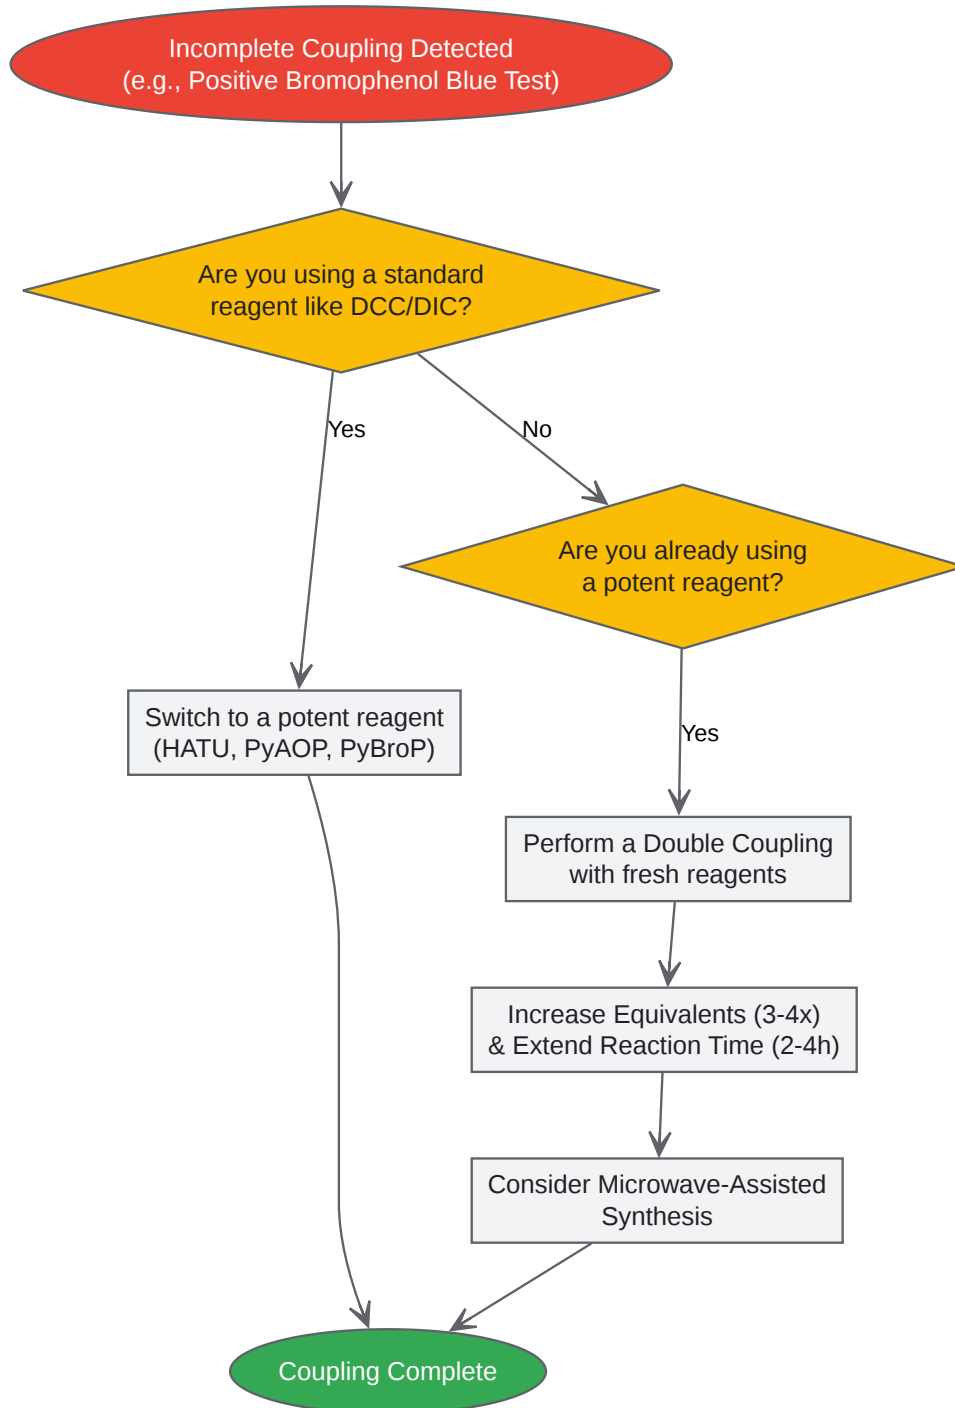 Incomplete Coupling Detected
(e.g., Positive Bromophenol Blue Test)
Are you using a standard
reagent like DCC/DIC?
Yes
No
Are you already using
a potent reagent?
Switch to a potent reagent
(HATU, PyAOP, PyBroP)
Yes
Perform a Double Coupling
with fresh reagents
Increase Equivalents (3-4x)
& Extend Reaction Time (2-4h)
Consider Microwave-Assisted
Synthesis
Coupling Complete